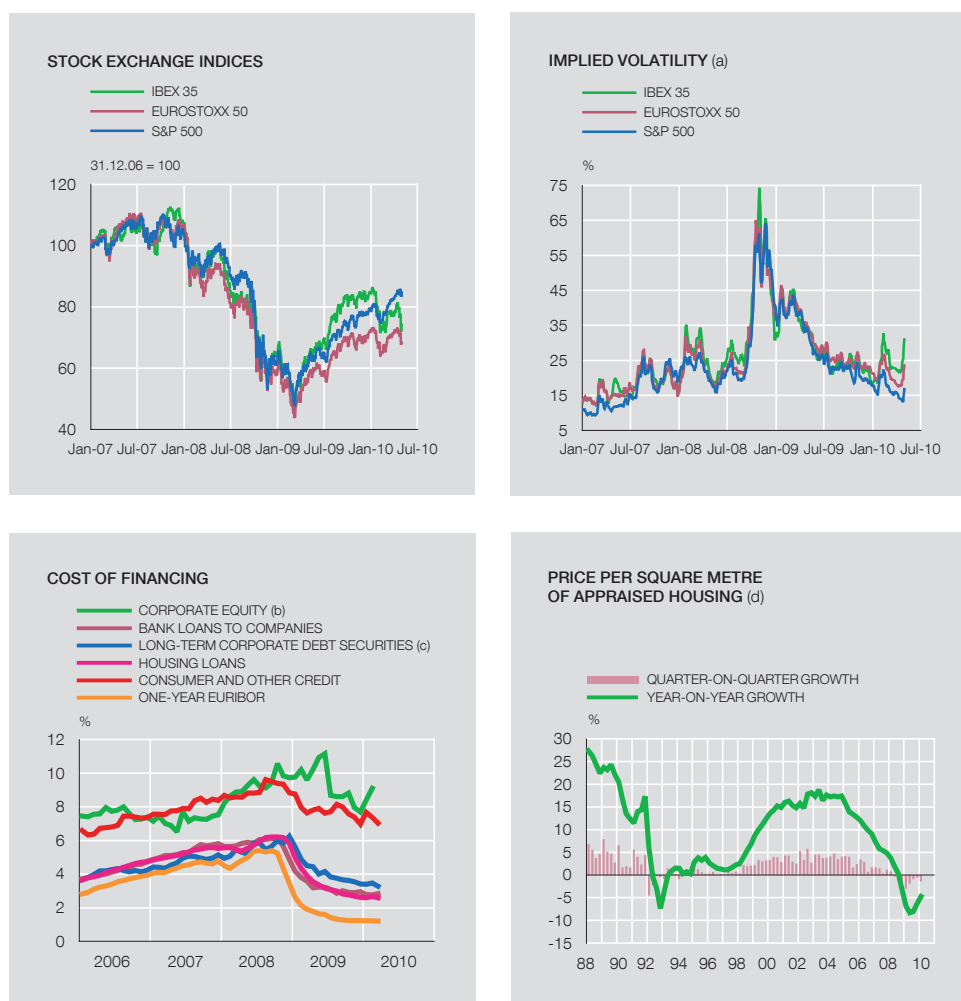 STOCK EXCHANGE INDICES
IBEX 35
EUROSTOXX 50
S&P 500
31.12.06 = 100
120
100
80
60
40
Jan-07 Jul-07 Jan-08 Jul-08 Jan-09 Jul-09 Jan-10 Jul-10
IMPLIED VOLATILITY (a)
IBEX 35
EUROSTOXX 50
S&P 500
%
75
65
55
45
35
25
15
5
Jan-07 Jul-07 Jan-08 Jul-08 Jan-09 Jul-09 Jan-10 Jul-10
COST OF FINANCING
CORPORATE EQUITY (b)
BANK LOANS TO COMPANIES
LONG-TERM CORPORATE DEBT SECURITIES (c)
HOUSING LOANS
CONSUMER AND OTHER CREDIT
ONE-YEAR EURIBOR
%
12
10
8
6
4
2
0
2006 2007 2008 2009 2010
PRICE PER SQUARE METRE
OF APPRAISED HOUSING (d)
QUARTER-ON-QUARTER GROWTH
YEAR-ON-YEAR GROWTH
%
30
25
20
15
10
5
0
-5
-10
-15
88 90 92 94 96 98 00 02 04 06 08 10